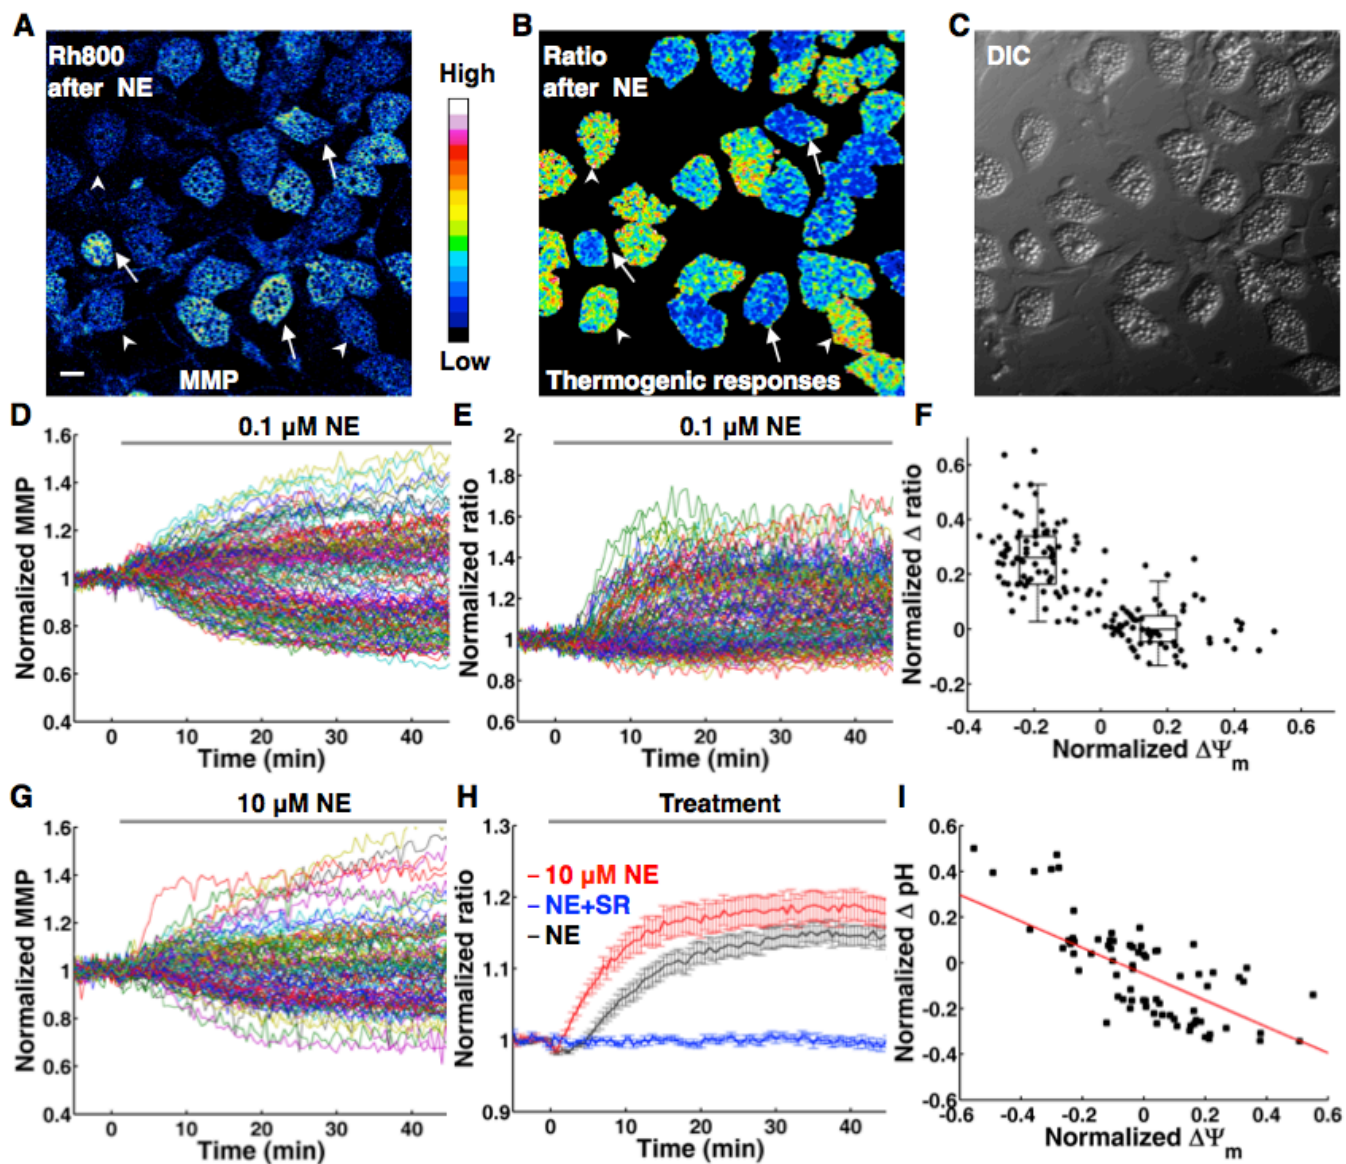 A
Rh800
after NE
MMP
High
Low
B
Ratio
after NE
Thermogenic responses
C
DIC
D
0.1 µM NE
Normalized MMP
1.6
1.4
1.2
1
0.8
0.6
0.4
0
10
20
30
40
Time (min)
E
0.1 µM NE
Normalized ratio
2
1.8
1.6
1.4
1.2
1
0.8
0.6
0
10
20
30
40
Time (min)
F
Normalized Δ ratio
0.6
0.4
0.2
0
-0.2
-0.4
-0.2
0
0.2
0.4
0.6
Normalized ΔΨm
G
10 µM NE
Normalized MMP
1.6
1.4
1.2
1
0.8
0.6
0.4
0
10
20
30
40
Time (min)
H
Treatment
Normalized ratio
1.3
1.2
1.1
1
0.9
10 µM NE
NE+SR
NE
0
10
20
30
40
Time (min)
I
Normalized Δ pH
0.6
0.4
0.2
0
-0.2
-0.4
-0.6
-0.6
-0.4
-0.2
0
0.2
0.4
0.6
Normalized ΔΨm